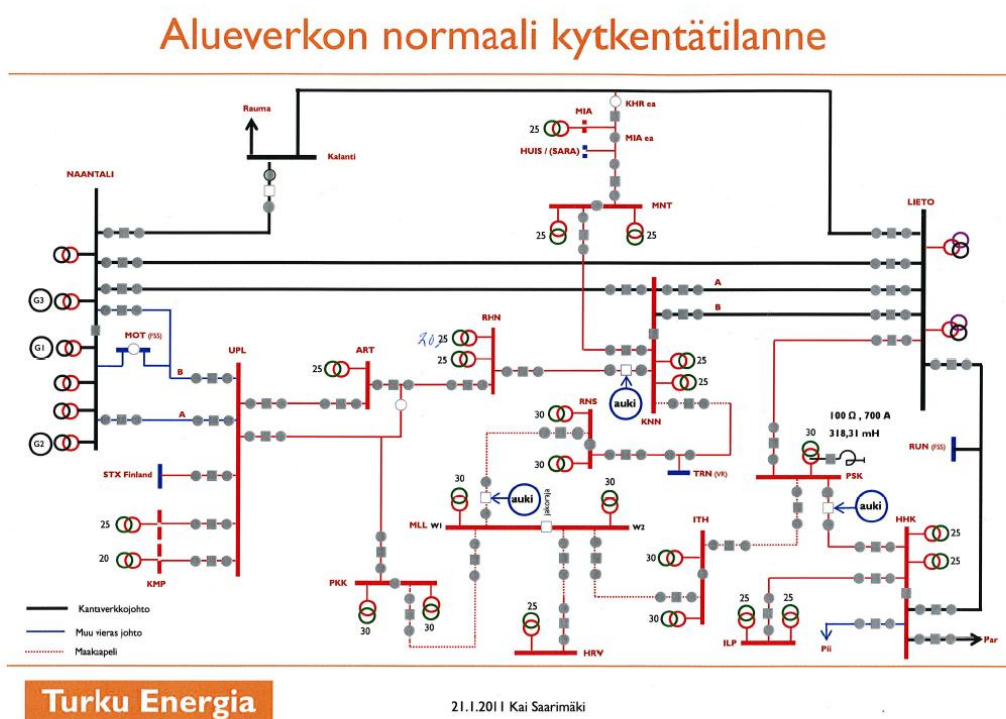 Alueverkon normaali kytkentätilanne
Rauma
KHR ea
MIA
25
MIA ea
HUIS / (SARA)
Kalanti
NAANTALI
LIETO
MNT
25
25
A
G3
B
RHN
MOT (FSS)
G1
UPL
ART
25
20,
25
25
B
25
auki
A
RNS
30
KNN
100 Ω , 700 A
318,31 mH
30
G2
RUN (FSS)
30
STX Finland
TRN (VR)
PSK
30
30
auki
jakoraja
auki
25
MLL W1
W2
ITH
HHK
25
30
25
20
KMP
PKK
25
25
25
Kantaverkkojohto
30
30
30
ILP
Muu vieras johto
HRV
Pii
Par
Maakaapeli
Turku Energia
21.1.2011 Kai Saarimäki